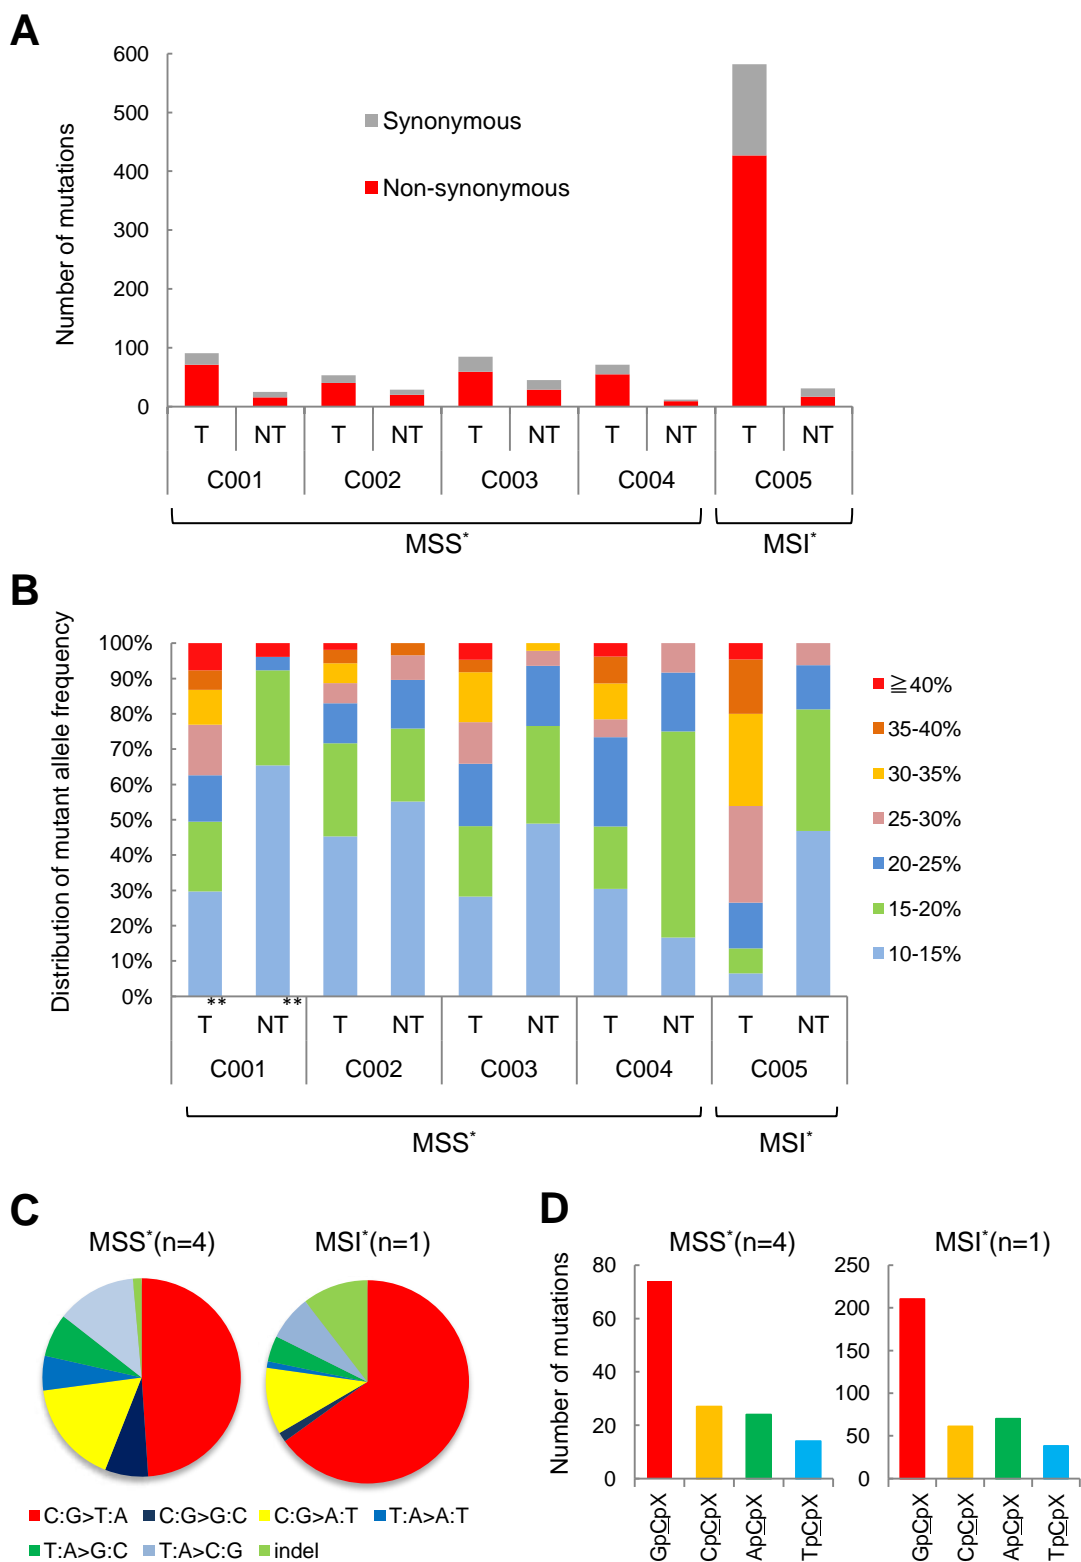 A
600
500
400
300
200
100
0
Number of mutations
Synonymous
Non-synonymous
T NT T NT T NT T NT T NT
C001 C002 C003 C004 C005
MSS* MSI*
B
Distribution of mutant allele frequency
100%
90%
80%
70%
60%
50%
40%
30%
20%
10%
0%
≧40%
35-40%
30-35%
25-30%
20-25%
15-20%
10-15%
** **
T NT T NT T NT T NT T NT
C001 C002 C003 C004 C005
MSS* MSI*
C
MSS*(n=4) MSI*(n=1)
C:G>T:A C:G>G:C C:G>A:T T:A>A:T
T:A>G:C T:A>C:G indel
D
MSS*(n=4) MSI*(n=1)
Number of mutations
80
60
40
20
0
GpCpX CpCpX ApCpX TpCpX
250
200
150
100
50
0
GpCpX CpCpX ApCpX TpCpX